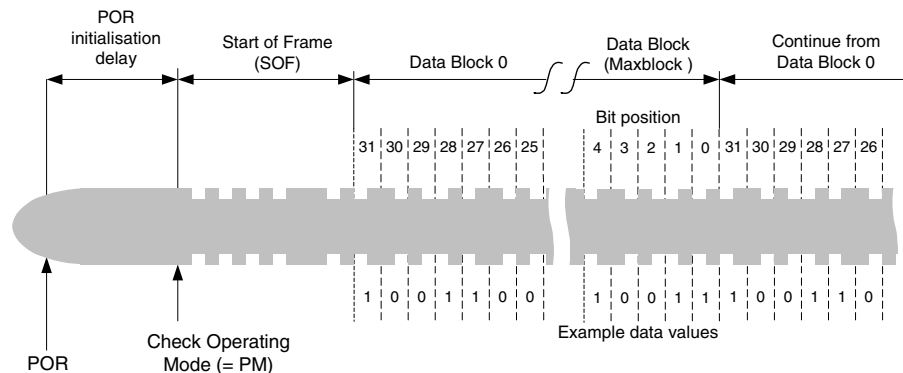 POR
initialisation
delay
Start of Frame
(SOF)
Data Block 0
Data Block
(Maxblock )
Continue from
Data Block 0
Bit position
31 30 29 28 27 26 25 4 3 2 1 0 31 30 29 28 27 26
1 0 0 1 1 0 0 1 0 0 1 1 1 0 0 1 1 0
Example data values
POR
Check Operating
Mode (= PM)